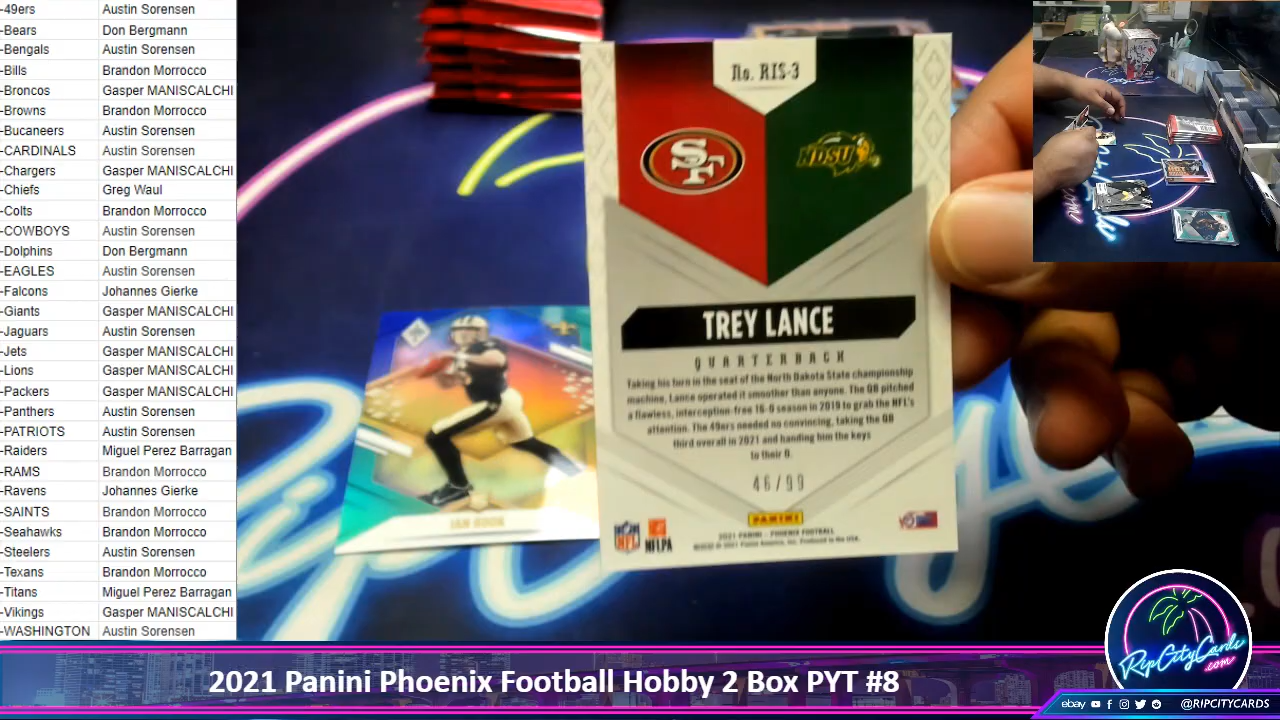 -49ers Austin Sorensen
-Bears Don Bergmann
-Bengals Austin Sorensen
-Bills Brandon Morrocco
-Broncos Gasper MANISCALCHI
-Browns Brandon Morrocco
-Bucaneers Austin Sorensen
-CARDINALS Austin Sorensen
-Chargers Gasper MANISCALCHI
-Chiefs Greg Waul
-Colts Brandon Morrocco
-COWBOYS Austin Sorensen
-Dolphins Don Bergmann
-EAGLES Austin Sorensen
-Falcons Johannes Gierke
-Giants Gasper MANISCALCHI
-Jaguars Austin Sorensen
-Jets Gasper MANISCALCHI
-Lions Gasper MANISCALCHI
-Packers Gasper MANISCALCHI
-Panthers Austin Sorensen
-PATRIOTS Austin Sorensen
-Raiders Miguel Perez Barragan
-RAMS Brandon Morrocco
-Ravens Johannes Gierke
-SAINTS Brandon Morrocco
-Seahawks Brandon Morrocco
-Steelers Austin Sorensen
-Texans Brandon Morrocco
-Titans Miguel Perez Barragan
-Vikings Gasper MANISCALCHI
-WASHINGTON Austin Sorensen
No. RIS-3
SF
NDSU
TREY LANCE
QUARTERBACK
Taking his turn in the seat of the North Dakota State championship
machine, Lance operated it smoother than anyone. The QB pitched
a flawless, interception-free 16-0 season in 2019 to grab the NFL's
attention. The 49ers needed no convincing, taking the QB
third overall in 2021 and handing him the keys
to their O.
46/99
PANINI
NFL
NFLPA
2021 PANINI - PHOENIX FOOTBALL
IAN BOOK
RipCityCards
.com
2021 Panini Phoenix Football Hobby 2 Box PYT #8
ebay
@RIPCITYCARDS